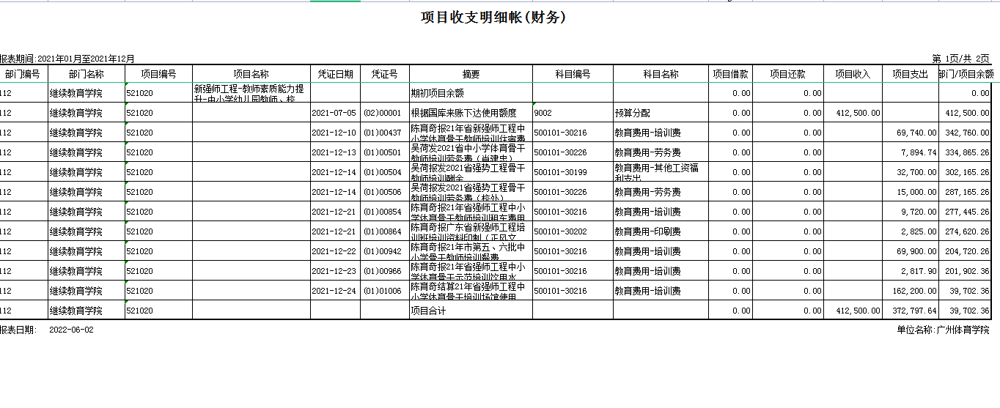 项目收支明细帐(财务)
报表期间:2021年01月至2021年12月 第 1页/共 2页
部门编号 部门名称 项目编号 项目名称 凭证日期 凭证号 摘要 科目编号 科目名称 项目借款 项目还款 项目收入 项目支出 部门/项目余额
112 继续教育学院 521020 新强师工程-教师素质能力提 期初项目余额 0.00 0.00 0.00
升-中小学幼儿园教师、校
112 继续教育学院 521020 2021-07-05 (02)00001 根据国库来账下达使用额度 9002 预算分配 0.00 0.00 412,500.00 412,500.00
112 继续教育学院 521020 2021-12-10 (01)00437 陈育奇报21年省新强师工程中 500101-30216 教育费用-培训费 0.00 0.00 69,740.00 342,760.00
小学体育骨干教师培训住宿费
112 继续教育学院 521020 2021-12-13 (01)00501 吴荷发2021省中小学体育骨干 500101-30226 教育费用-劳务费 0.00 0.00 7,894.74 334,865.26
教师培训劳务费（肖建忠）
112 继续教育学院 521020 2021-12-14 (01)00504 吴荷报发2021省强势工程骨干 500101-30199 教育费用-其他工资福 0.00 0.00 32,700.00 302,165.26
教师培训酬金 利支出
112 继续教育学院 521020 2021-12-14 (01)00506 吴荷报发2021省强势工程骨干 500101-30226 教育费用-劳务费 0.00 0.00 15,000.00 287,165.26
教师培训劳务费（校外）
112 继续教育学院 521020 2021-12-21 (01)00854 陈育奇报21年省强师工程中小 500101-30216 教育费用-培训费 0.00 0.00 9,720.00 277,445.26
学体育骨干教师培训租车费用
112 继续教育学院 521020 2021-12-21 (01)00864 陈育奇报广东省新强师工程培 500101-30202 教育费用-印刷费 0.00 0.00 2,825.00 274,620.26
训班培训资料印制（正风文
112 继续教育学院 521020 2021-12-22 (01)00942 陈育奇报21年市第五、六批中 500101-30216 教育费用-培训费 0.00 0.00 69,900.00 204,720.26
小学骨干教师培训餐费
112 继续教育学院 521020 2021-12-23 (01)00966 陈育奇报21年省强师工程中小 500101-30216 教育费用-培训费 0.00 0.00 2,817.90 201,902.36
学体育骨干示范培训饮用水
112 继续教育学院 521020 2021-12-24 (01)01006 陈育奇结算21年省强师工程中 500101-30216 教育费用-培训费 0.00 0.00 162,200.00 39,702.36
小学体育骨干培训场馆使用
112 继续教育学院 521020 项目合计 0.00 0.00 412,500.00 372,797.64 39,702.36
报表日期: 2022-06-02 单位名称:广州体育学院